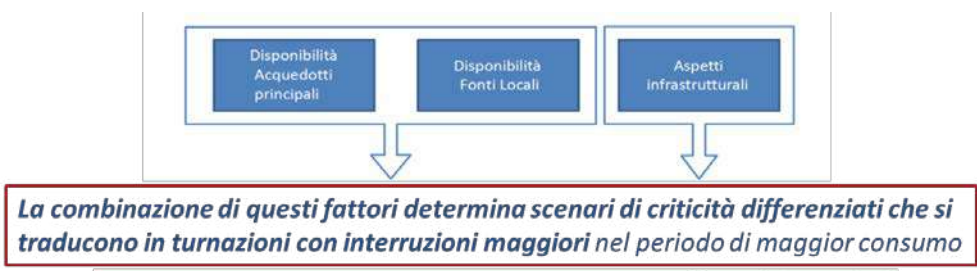 Disponibilità
Acquedotti
principali
Disponibilità
Fonti Locali
Aspetti
infrastrutturali
La combinazione di questi fattori determina scenari di criticità differenziati che si
traducono in turnazioni con interruzioni maggiori nel periodo di maggior consumo